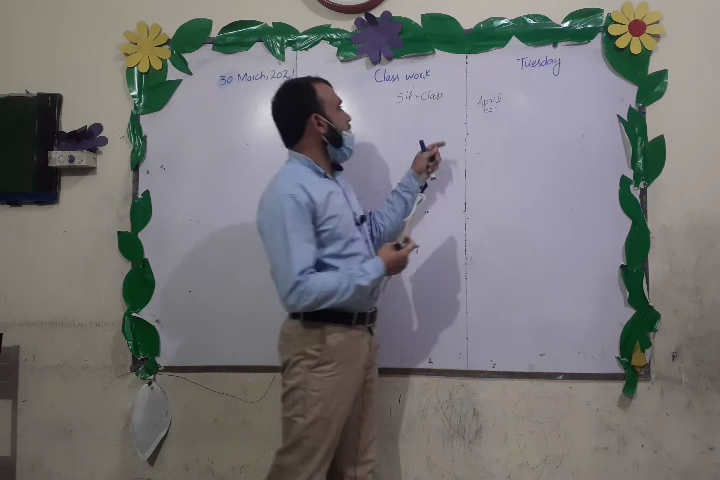 30 March, 2021
Class work
Tuesday
5th-Class
April